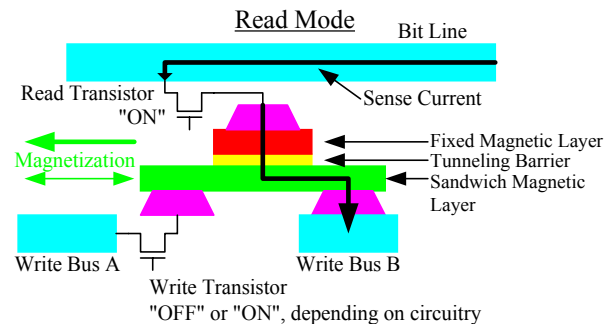 Read Mode
Bit Line
Read Transistor
"ON"
Sense Current
Fixed Magnetic Layer
Magnetization
Tunneling Barrier
Sandwich Magnetic
Layer
Write Bus A
Write Bus B
Write Transistor
"OFF" or "ON", depending on circuitry